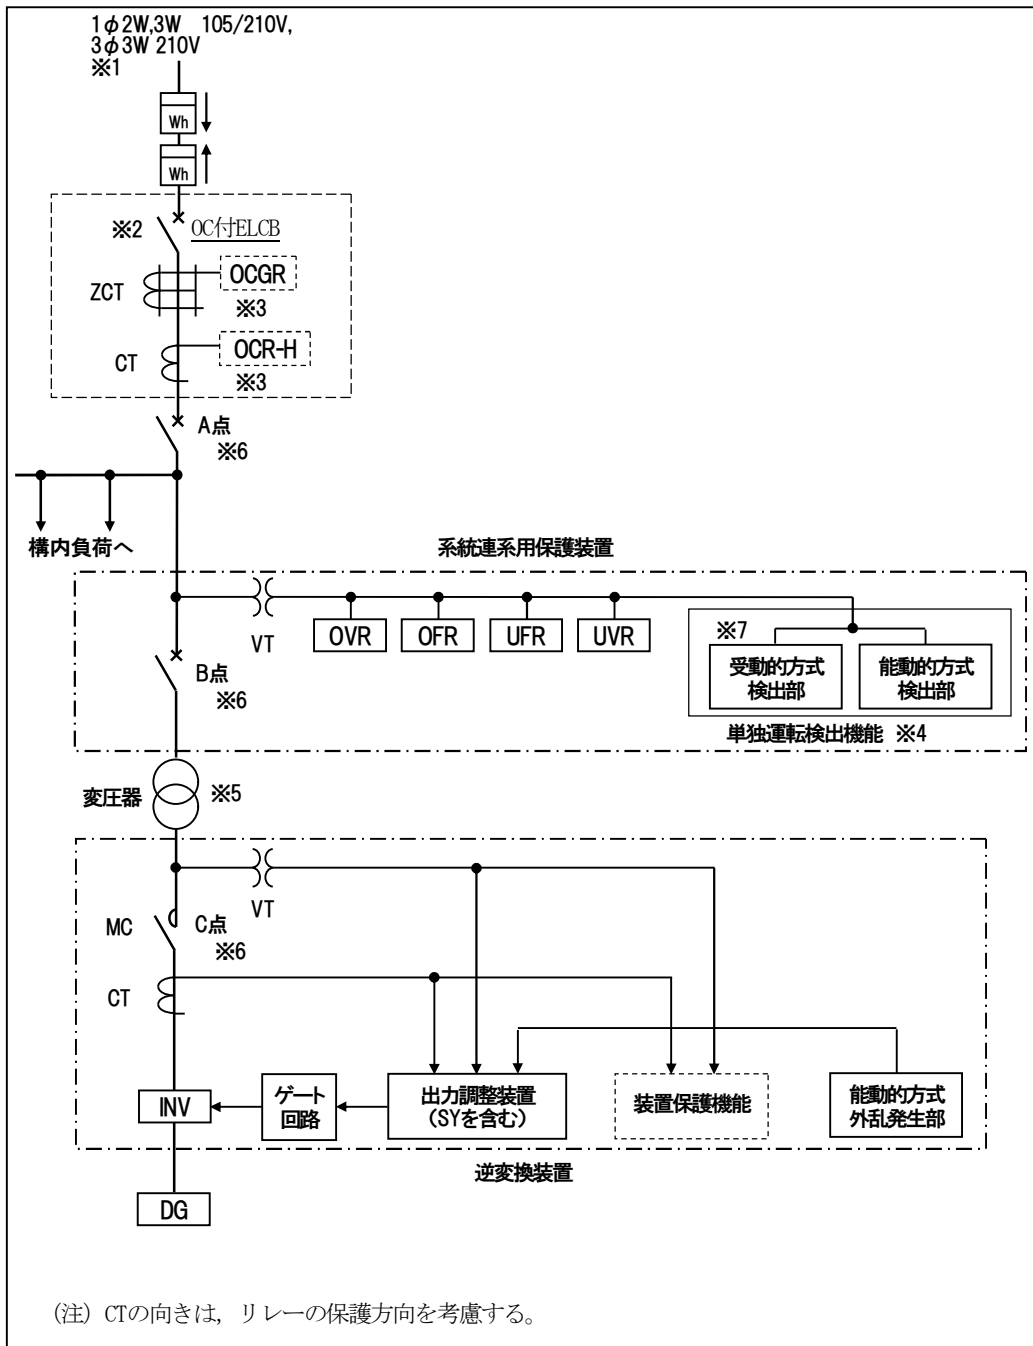 1φ2W,3W 105/210V,
3φ3W 210V
※1
Wh
Wh
※2
OC付ELCB
ZCT
OCGR
※3
CT
OCR-H
※3
A点
※6
構内負荷へ
系統連系用保護装置
VT
OVR
OFR
UFR
UVR
※7
受動的方式
検出部
能動的方式
検出部
単独運転検出機能 ※4
B点
※6
変圧器
※5
VT
MC
C点
※6
CT
INV
ゲート
回路
出力調整装置
(SYを含む)
装置保護機能
能動的方式
外乱発生部
逆変換装置
DG
(注) CTの向きは，リレーの保護方向を考慮する。